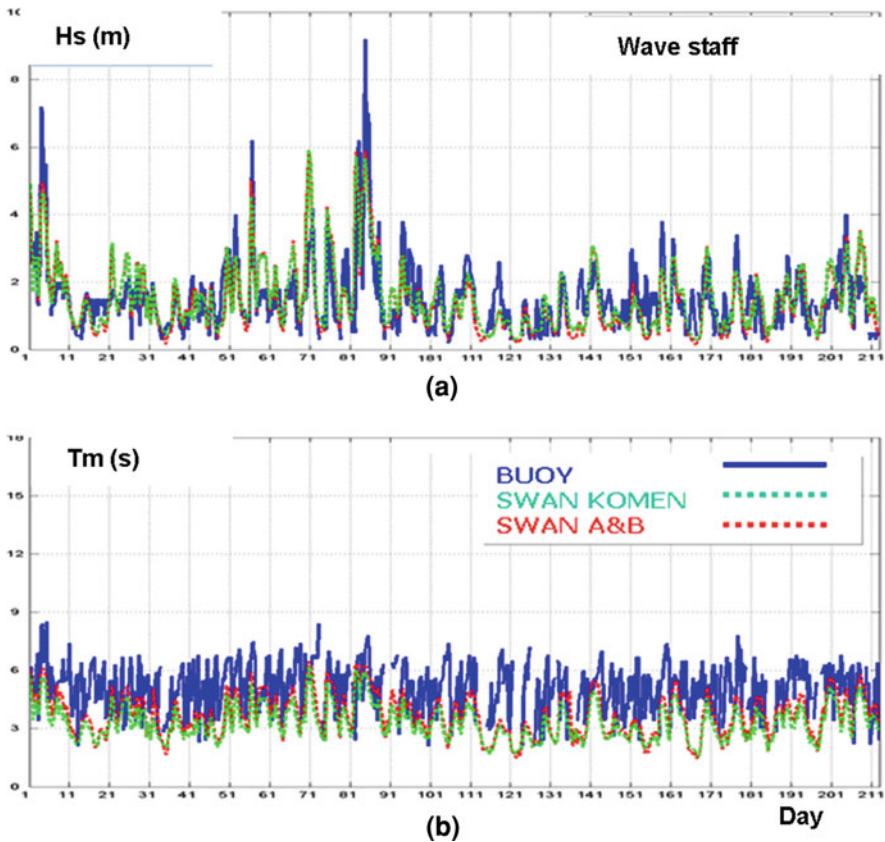 10
Hs (m)
Wave staff
8
6
4
2
0
1 11 21 31 41 51 61 71 81 91 101 111 121 131 141 151 161 171 181 191 201 211
(a)
18
Tm (s)
BUOY
SWAN KOMEN
SWAN A&B
15
12
9
6
3
0
1 11 21 31 41 51 61 71 81 91 101 111 121 131 141 151 161 171 181 191 201 211
Day
(b)